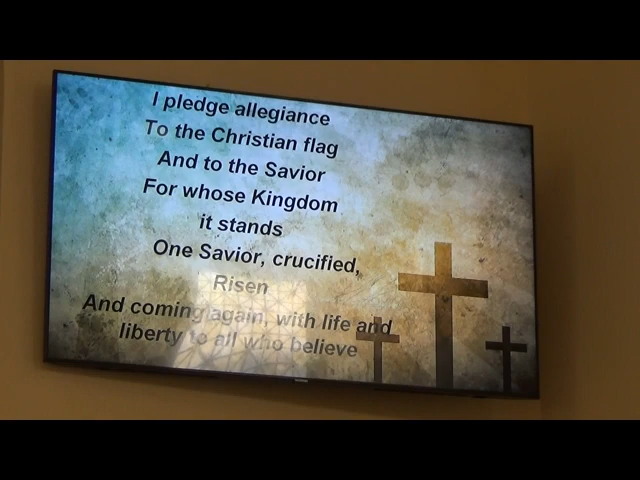 I pledge allegiance
To the Christian flag
And to the Savior
For whose Kingdom
it stands
One Savior, crucified,
Risen
And coming again, with life and
liberty to all who believe